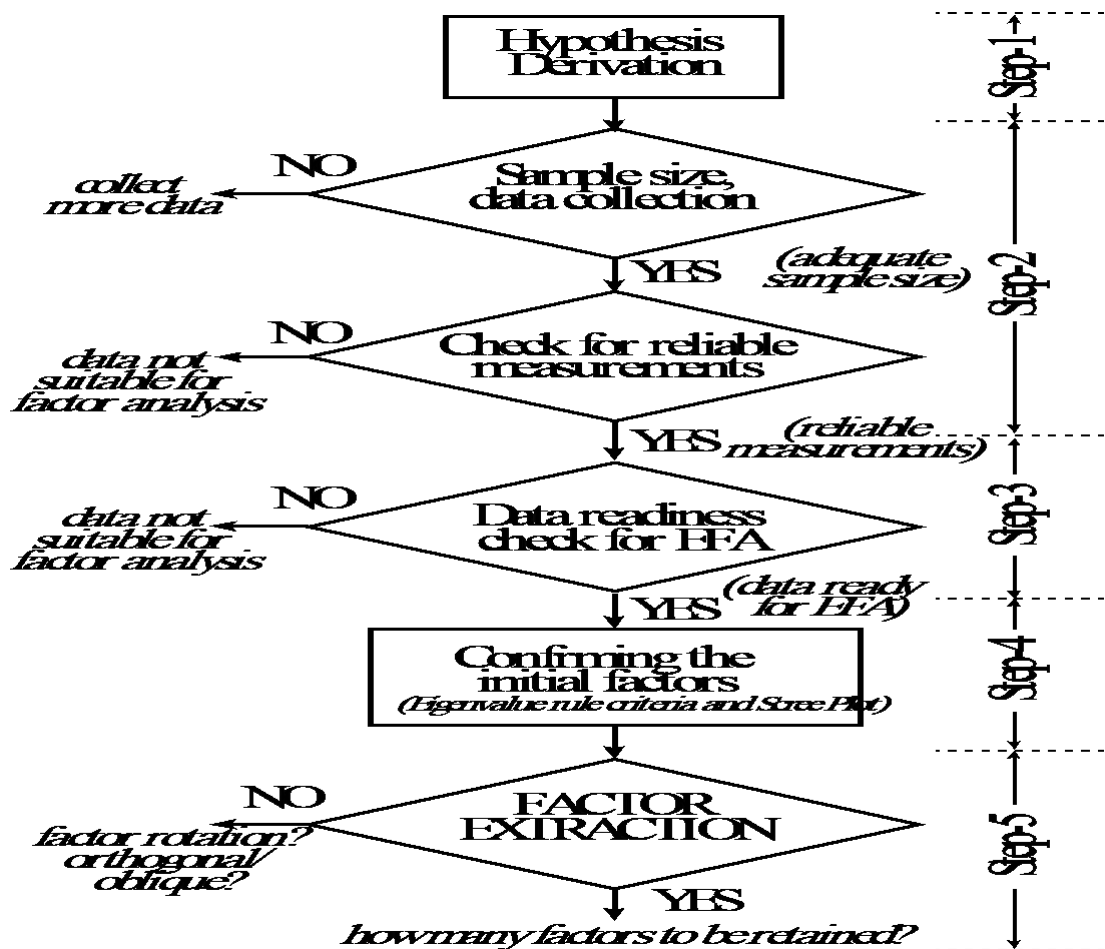 Hypothesis
Derivation
Step-1
NO
Sample size,
data collection
collect
more data
YES
(adequate
sample size)
Step-2
NO
Check for reliable
measurements
data not
suitable for
factor analysis
YES
(reliable
measurements)
NO
Data readiness
check for EFA
data not
suitable for
factor analysis
Step-3
YES
(data ready
for EFA)
Confirming the
initial factors
(Eigenvalue rule criteria and Scree Plot)
Step-4
NO
FACTOR
EXTRACTION
factor rotation?
orthogonal/
oblique?
Step-5
YES
how many factors to be retained?